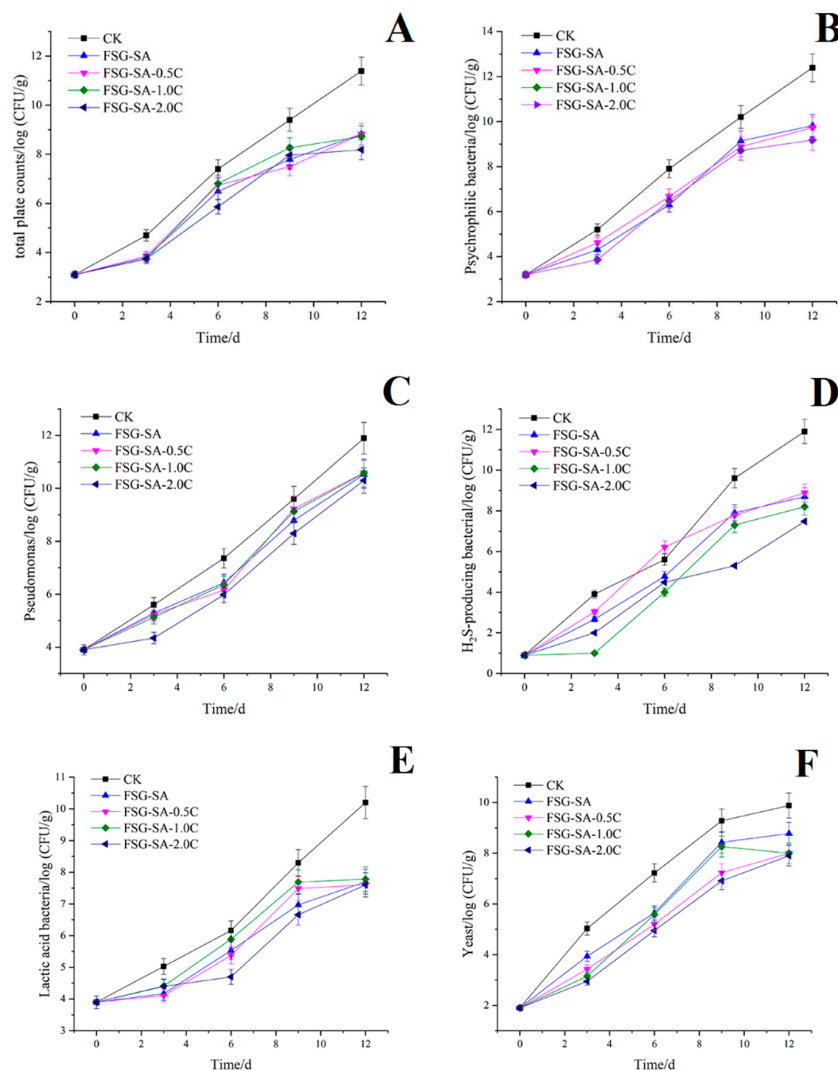 A
CK
FSG-SA
FSG-SA-0.5C
FSG-SA-1.0C
FSG-SA-2.0C
total plate counts/log (CFU/g)
12
10
8
6
4
2
0 2 4 6 8 10 12
Time/d
B
CK
FSG-SA
FSG-SA-0.5C
FSG-SA-1.0C
FSG-SA-2.0C
Psychrophilic bacteria/log (CFU/g)
14
12
10
8
6
4
2
0 2 4 6 8 10 12
Time/d
C
CK
FSG-SA
FSG-SA-0.5C
FSG-SA-1.0C
FSG-SA-2.0C
Pseudomonas/log (CFU/g)
12
10
8
6
4
0 2 4 6 8 10 12
Time/d
D
CK
FSG-SA
FSG-SA-0.5C
FSG-SA-1.0C
FSG-SA-2.0C
H₂S-producing bacterial/log (CFU/g)
12
10
8
6
4
2
0
0 2 4 6 8 10 12
Time/d
E
CK
FSG-SA
FSG-SA-0.5C
FSG-SA-1.0C
FSG-SA-2.0C
Lactic acid bacteria/log (CFU/g)
11
10
9
8
7
6
5
4
3
0 2 4 6 8 10 12
Time/d
F
CK
FSG-SA
FSG-SA-0.5C
FSG-SA-1.0C
FSG-SA-2.0C
Yeast/log (CFU/g)
10
8
6
4
2
0 2 4 6 8 10 12
Time/d